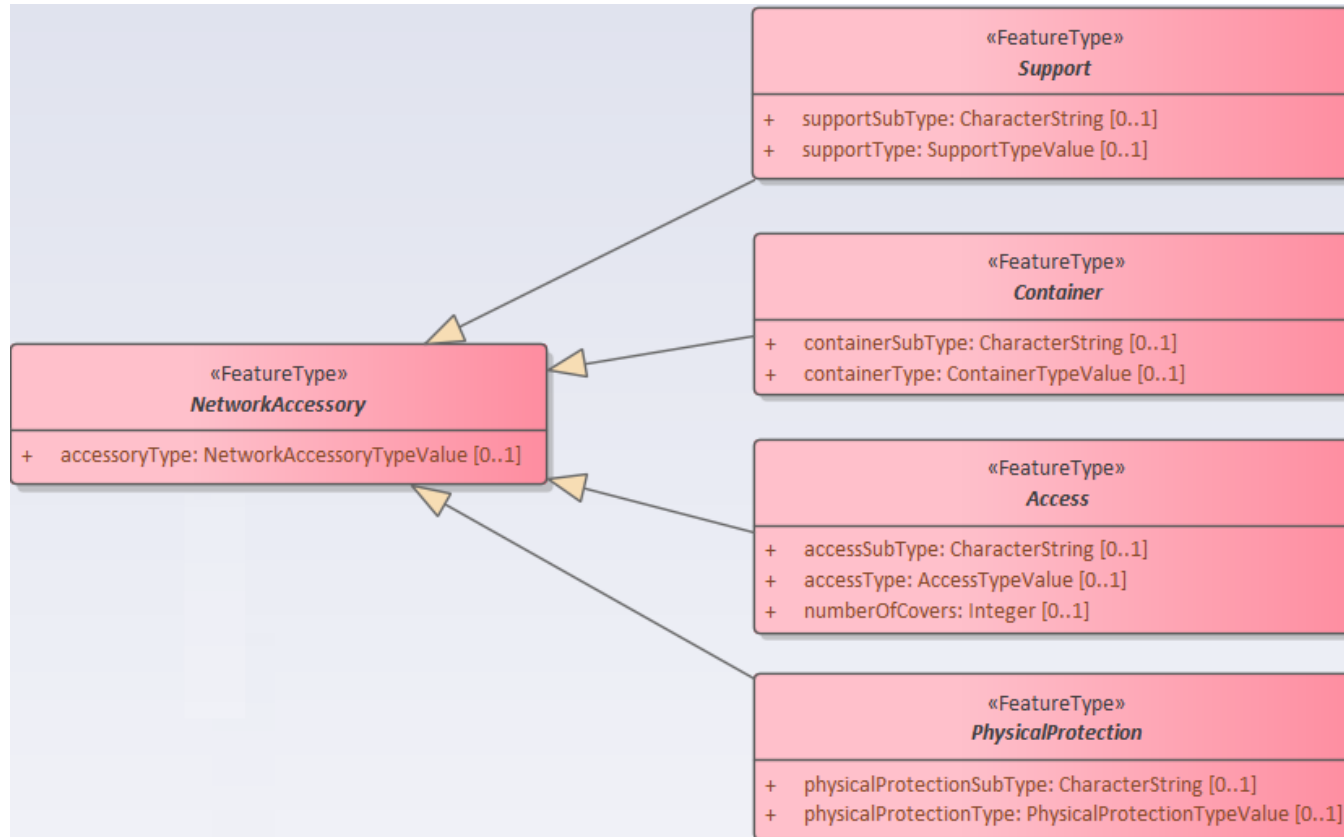 «FeatureType»
Support
+ supportSubType: CharacterString [0..1]
+ supportType: SupportTypeValue [0..1]
«FeatureType»
Container
+ containerSubType: CharacterString [0..1]
+ containerType: ContainerTypeValue [0..1]
«FeatureType»
NetworkAccessory
+ accessoryType: NetworkAccessoryTypeValue [0..1]
«FeatureType»
Access
+ accessSubType: CharacterString [0..1]
+ accessType: AccessTypeValue [0..1]
+ numberOfCovers: Integer [0..1]
«FeatureType»
PhysicalProtection
+ physicalProtectionSubType: CharacterString [0..1]
+ physicalProtectionType: PhysicalProtectionTypeValue [0..1]